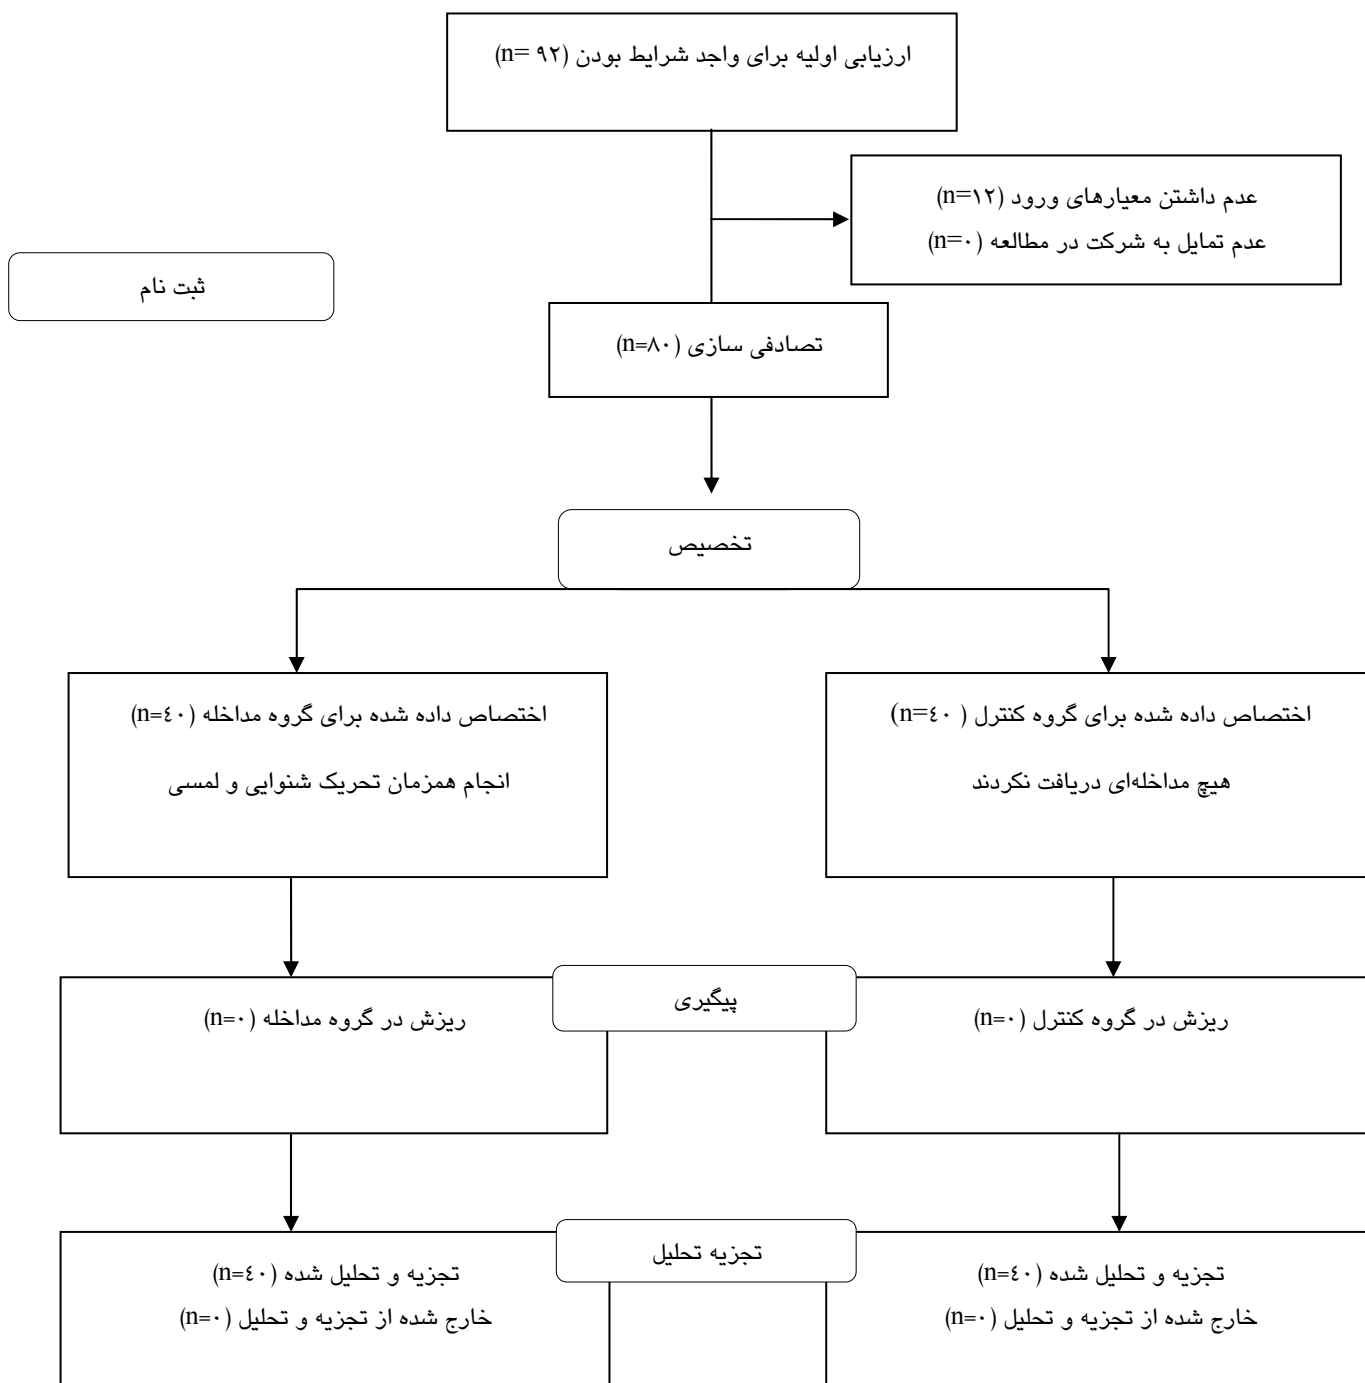 ارزیابی اولیه برای واجد شرایط بودن (n= ۹۲)
عدم داشتن معیارهای ورود (n=۱۲)
عدم تمایل به شرکت در مطالعه (n=۰)
ثبت نام
تصادفی سازی (n=۸۰)
تخصیص
اختصاص داده شده برای گروه کنترل ( n=٤۰)
هیچ مداخله‌ای دریافت نکردند
اختصاص داده شده برای گروه مداخله (n=٤۰)
انجام همزمان تحریک شنوایی و لمسی
پیگیری
ریزش در گروه کنترل (n=۰)
ریزش در گروه مداخله (n=۰)
تجزیه تحلیل
تجزیه و تحلیل شده (n=٤۰)
خارج شده از تجزیه و تحلیل (n=۰)
تجزیه و تحلیل شده (n=٤۰)
خارج شده از تجزیه و تحلیل (n=۰)